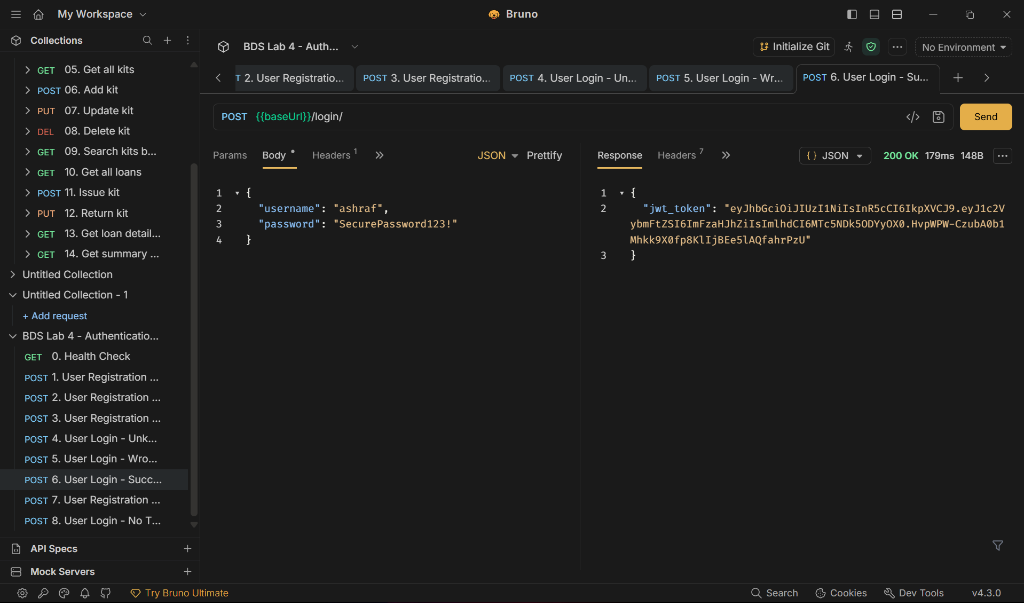 My Workspace
Bruno
Collections
GET 05. Get all kits
POST 06. Add kit
PUT 07. Update kit
DEL 08. Delete kit
GET 09. Search kits b...
GET 10. Get all loans
POST 11. Issue kit
PUT 12. Return kit
GET 13. Get loan detail...
GET 14. Get summary ...
Untitled Collection
Untitled Collection - 1
+ Add request
BDS Lab 4 - Authenticatio...
GET 0. Health Check
POST 1. User Registration ...
POST 2. User Registration ...
POST 3. User Registration ...
POST 4. User Login - Unk...
POST 5. User Login - Wro...
POST 6. User Login - Succ...
POST 7. User Registration ...
POST 8. User Login - No T...
API Specs
Mock Servers
BDS Lab 4 - Auth...
Initialize Git
No Environment
T 2. User Registratio...
POST 3. User Registratio...
POST 4. User Login - Un...
POST 5. User Login - Wr...
POST 6. User Login - Su...
POST {{baseUrl}}/login/
Send
Params Body Headers 1
JSON Prettify
1 {
2 "username": "ashraf",
3 "password": "SecurePassword123!"
4 }
Response Headers 7
{ } JSON
200 OK 179ms 148B
1 {
2 "jwt_token": "eyJhbGciOiJIUzI1NiIsInR5cCI6IkpXVCJ9.eyJ1c2V
ybmFtZSI6ImFzaHJhZiIsImlhdCI6MTc5NDk5ODYyOX0.HvpWPW-CzubA0b1
Mhkk9X0fp8KlIjBEe5lAQfahrPzU"
3 }
Try Bruno Ultimate
Search
Cookies
Dev Tools
v4.3.0